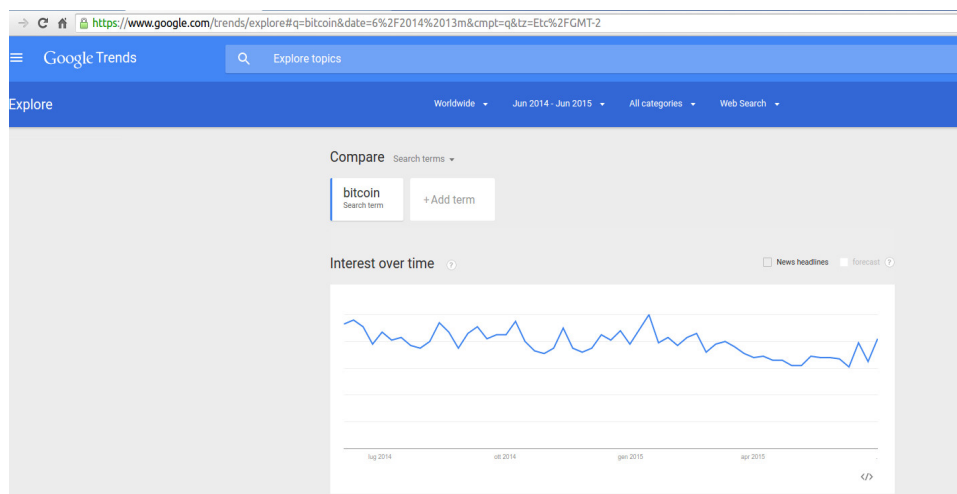 https://www.google.com/trends/explore#q=bitcoin&date=6%2F2014%2013m&cmpt=q&tz=Etc%2FGMT-2
Google Trends
Explore topics
Explore
Worldwide
Jun 2014 - Jun 2015
All categories
Web Search
Compare Search terms
bitcoin
Search term
+Add term
Interest over time ?
News headlines
forecast ?
lug 2014
ott 2014
gen 2015
apr 2015
</>